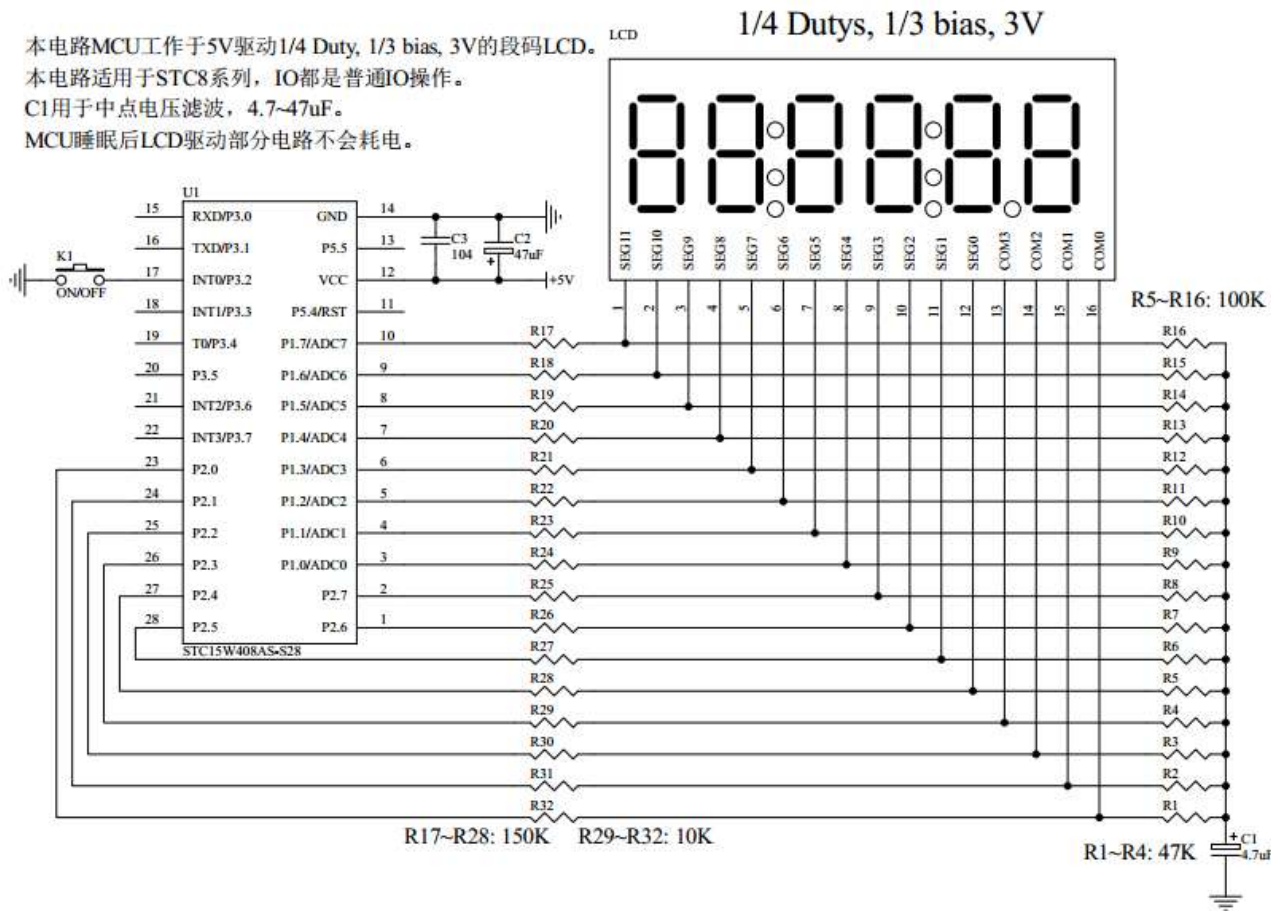 本电路MCU工作于5V驱动1/4 Duty, 1/3 bias, 3V的段码LCD。
本电路适用于STC8系列，IO都是普通IO操作。
C1用于中点电压滤波，4.7~47uF。
MCU睡眠后LCD驱动部分电路不会耗电。
LCD
1/4 Dutys, 1/3 bias, 3V
SEG11 SEG10 SEG9 SEG8 SEG7 SEG6 SEG5 SEG4 SEG3 SEG2 SEG1 SEG0 COM3 COM2 COM1 COM0
1 2 3 4 5 6 7 8 9 10 11 12 13 14 15 16
R5~R16: 100K
U1
15 RXD/P3.0 GND 14
16 TXD/P3.1 P5.5 13
17 INT0/P3.2 VCC 12
18 INT1/P3.3 P5.4/RST 11
19 T0/P3.4 P1.7/ADC7 10
20 P3.5 P1.6/ADC6 9
21 INT2/P3.6 P1.5/ADC5 8
22 INT3/P3.7 P1.4/ADC4 7
23 P2.0 P1.3/ADC3 6
24 P2.1 P1.2/ADC2 5
25 P2.2 P1.1/ADC1 4
26 P2.3 P1.0/ADC0 3
27 P2.4 P2.7 2
28 P2.5 P2.6 1
STC15W408AS-S28
K1
ON/OFF
C3
104
C2
+
47uF
+5V
R17 R16
R18 R15
R19 R14
R20 R13
R21 R12
R22 R11
R23 R10
R24 R9
R25 R8
R26 R7
R27 R6
R28 R5
R29 R4
R30 R3
R31 R2
R32 R1
R17~R28: 150K R29~R32: 10K
R1~R4: 47K
+ C1
4.7uF